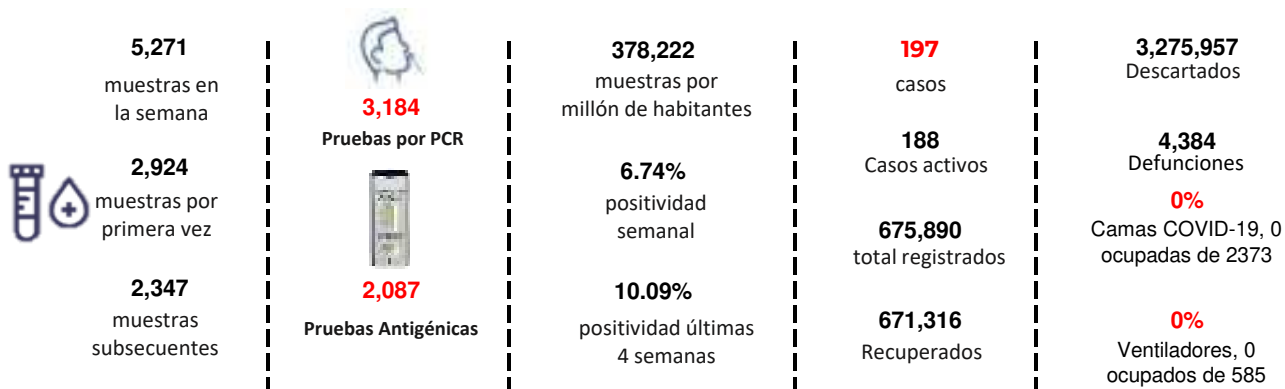 5,271
muestras en
la semana
2,924
muestras por
primera vez
2,347
muestras
subsecuentes
3,184
Pruebas por PCR
2,087
Pruebas Antigénicas
378,222
muestras por
millón de habitantes
6.74%
positividad
semanal
10.09%
positividad últimas
4 semanas
197
casos
188
Casos activos
675,890
total registrados
671,316
Recuperados
3,275,957
Descartados
4,384
Defunciones
0%
Camas COVID-19, 0
ocupadas de 2373
0%
Ventiladores, 0
ocupados de 585